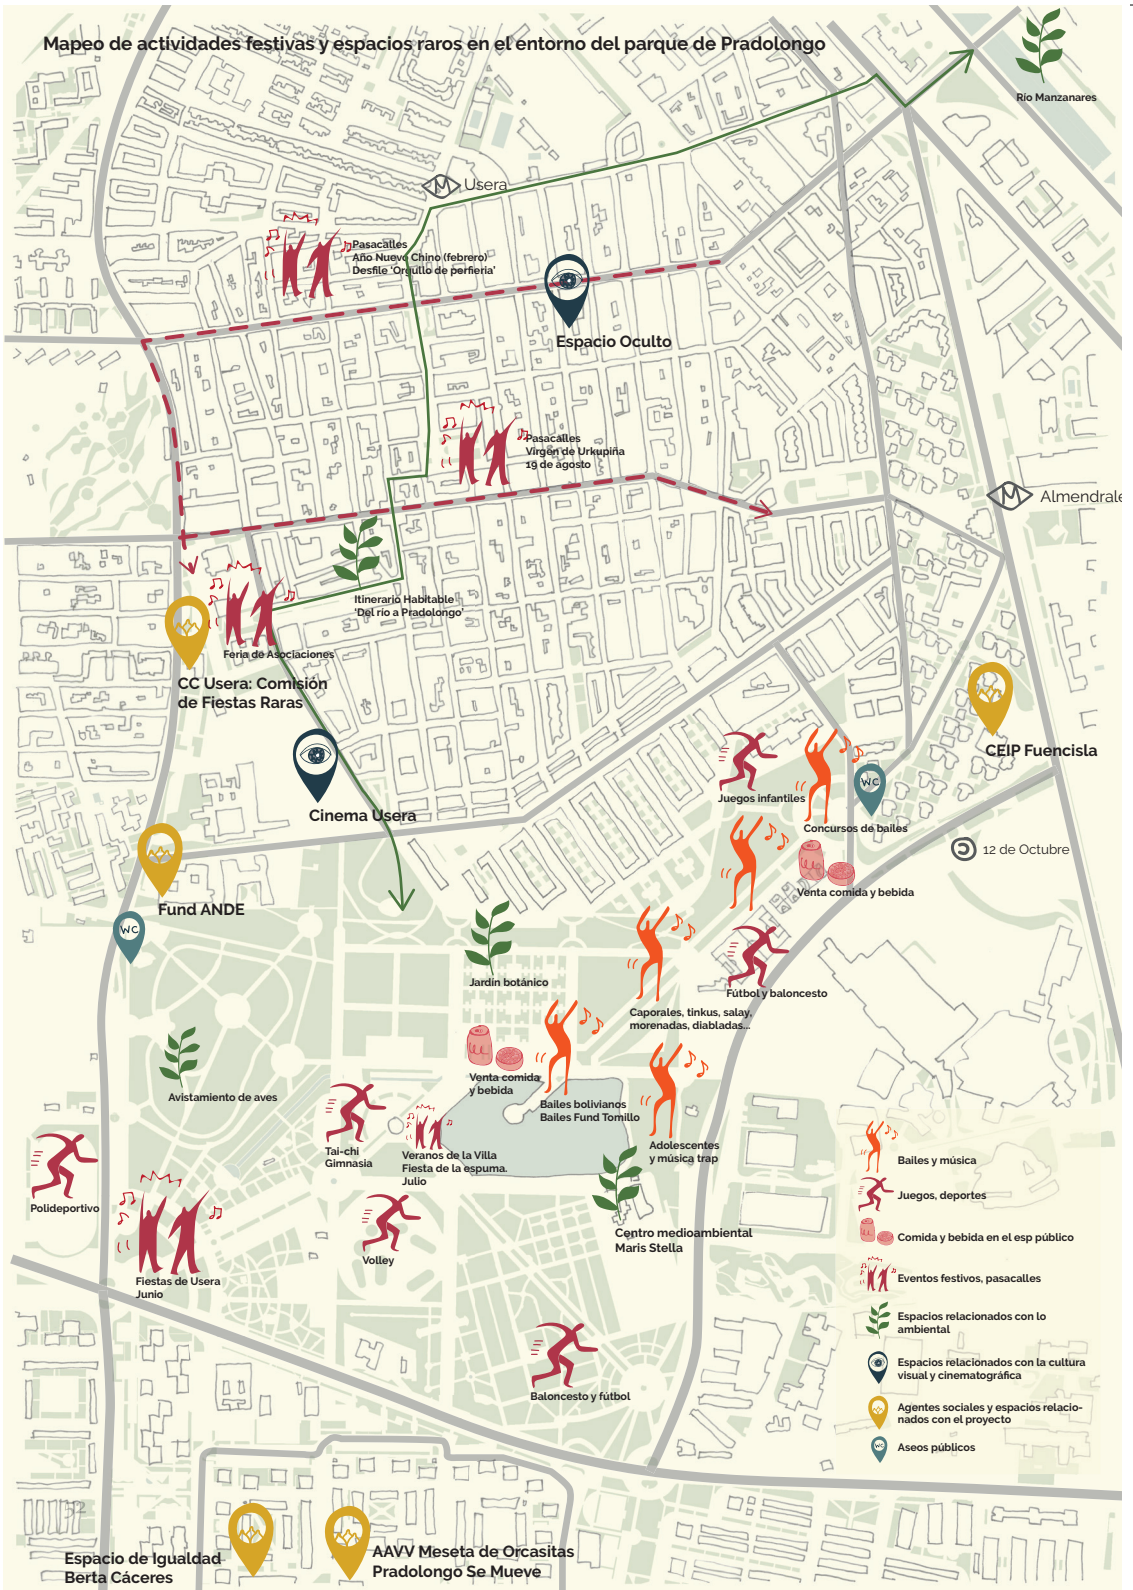 Mapeo de actividades festivas y espacios raros en el entorno del parque de Pradolongo
Río Manzanares
Usera
Pasacalles
Año Nuevo Chino (febrero)
Desfile ‘Orgullo de perfieria’
Espacio Oculto
Pasacalles
Virgen de Urkupiña
19 de agosto
Almendrale
Itinerario Habitable
‘Del río a Pradolongo’
Feria de Asociaciones
CC Usera: Comisión
de Fiestas Raras
CEIP Fuencisla
Cinema Usera
Juegos infantiles
WC
Concursos de bailes
12 de Octubre
Venta comida y bebida
Fund ANDE
WC
Jardín botánico
Fútbol y baloncesto
Caporales, tinkus, salay,
morenadas, diabladas...
Venta comida
y bebida
Avistamiento de aves
Bailes bolivianos
Bailes Fund Tomillo
Tai-chi
Gimnasia
Veranos de la Villa
Fiesta de la espuma.
Julio
Adolescentes
y música trap
Polideportivo
Centro medioambiental
Maris Stella
Volley
Fiestas de Usera
Junio
Baloncesto y fútbol
Bailes y música
Juegos, deportes
Comida y bebida en el esp público
Eventos festivos, pasacalles
Espacios relacionados con lo
ambiental
Espacios relacionados con la cultura
visual y cinematográfica
Agentes sociales y espacios relacio-
nados con el proyecto
WC
Aseos públicos
32
Espacio de Igualdad
Berta Cáceres
AAVV Meseta de Orcasitas
Pradolongo Se Mueve